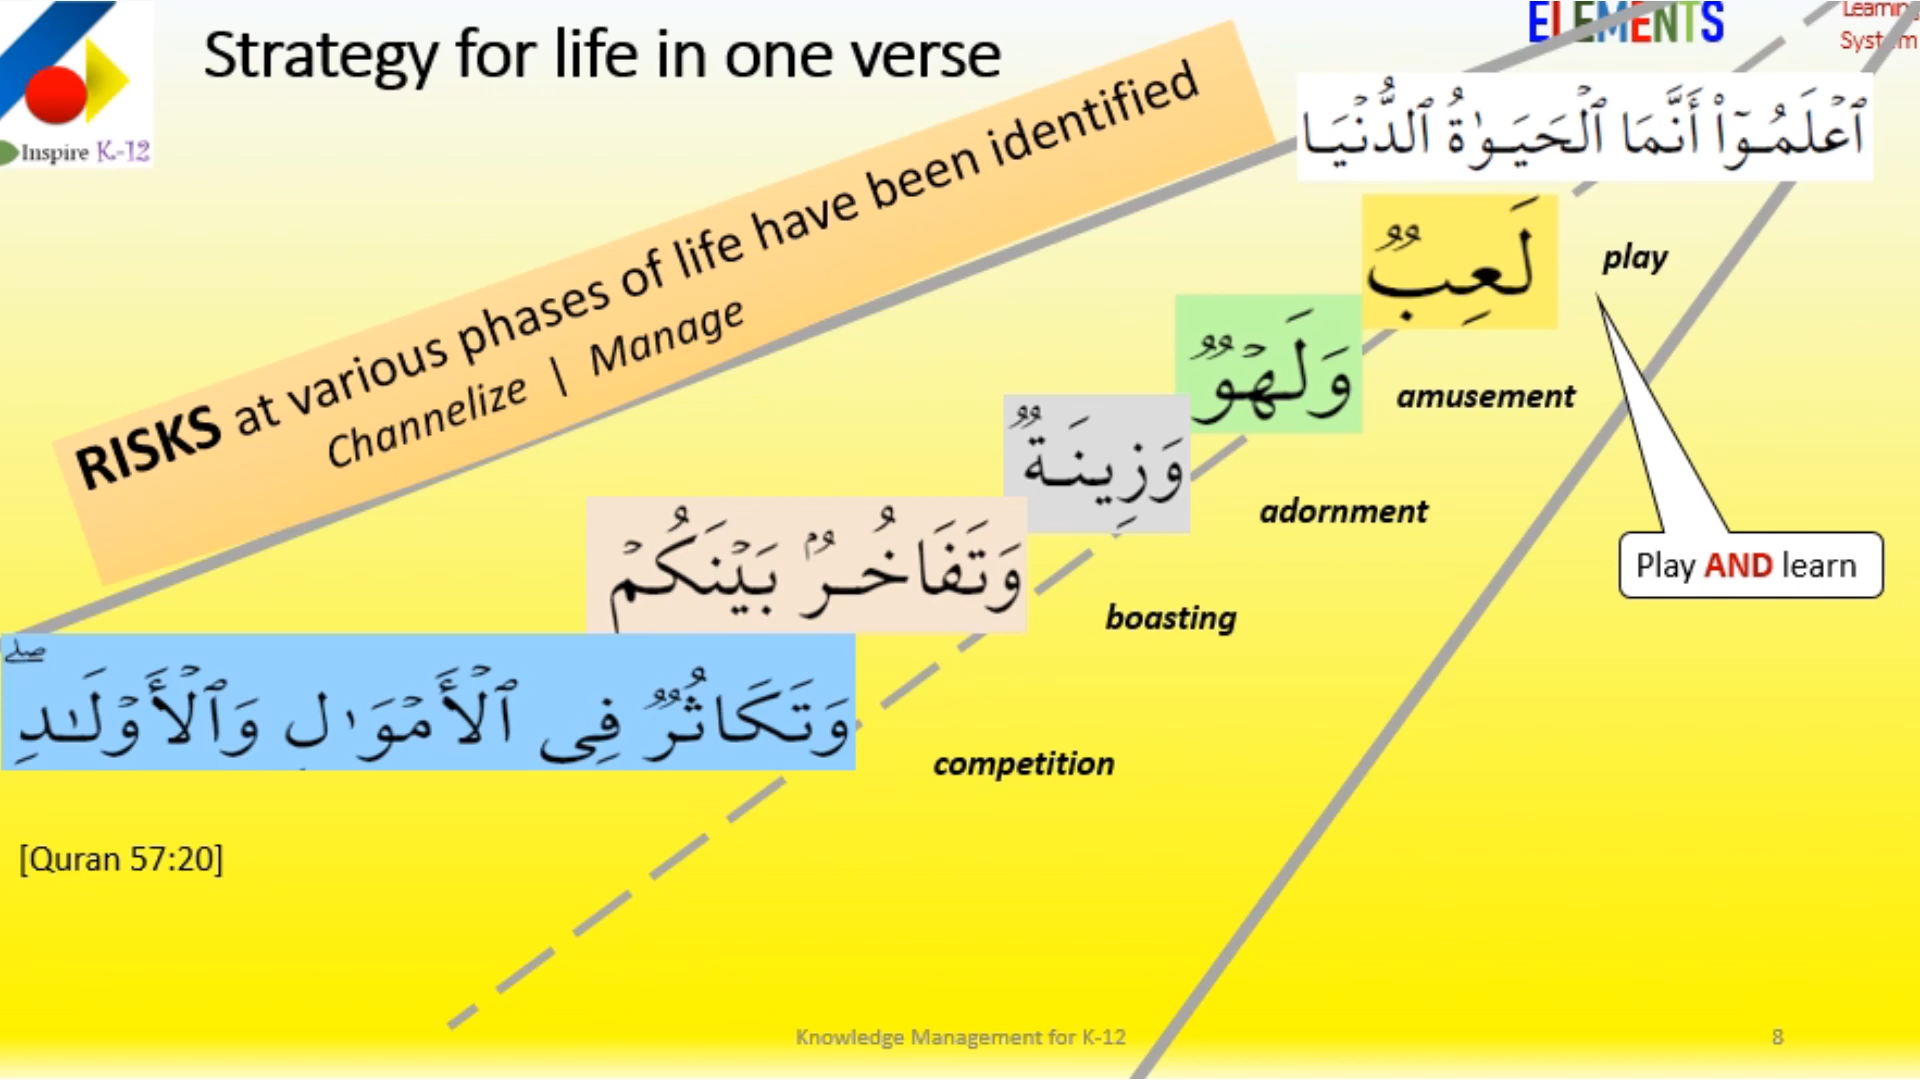 Strategy for life in one verse
ELEMENTS
Learning
System
Inspire K-12
RISKS at various phases of life have been identified
Channelize | Manage
ٱعۡلَمُوٓاْ أَنَّمَا ٱلۡحَيَوٰةُ ٱلدُّنۡيَا
لَعِبٞ
play
وَلَهۡوٞ
amusement
وَزِينَةٞ
adornment
وَتَفَاخُرُۢ بَيۡنَكُمۡ
boasting
Play AND learn
وَتَكَاثُرٞ فِي ٱلۡأَمۡوَٰلِ وَٱلۡأَوۡلَٰدِۖ
competition
[Quran 57:20]
Knowledge Management for K-12
8